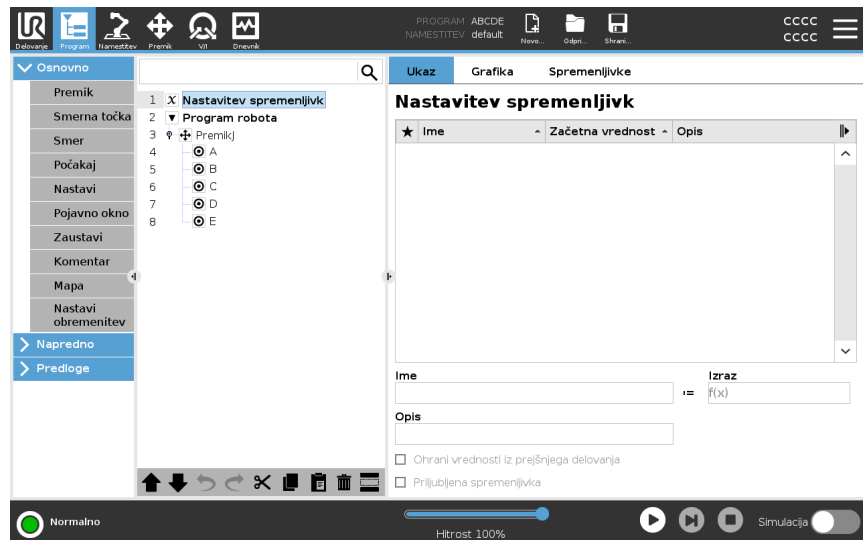 PROGRAM ABCDE
NAMESTITEV default
Delovanje Program Namestitev Premik V/I Dnevnik
Novo... Odpri... Shrani...
CCCC
CCCC
Osnovno
Premik
Smerna točka
Smer
Počakaj
Nastavi
Pojavno okno
Zaustavi
Komentar
Mapa
Nastavi
obremenitev
Napredno
Predloge
1 X Nastavitev spremenljivk
2 Program robota
3 PremikJ
4 A
5 B
6 C
7 D
8 E
Ukaz Grafika Spremenljivke
Nastavitev spremenljivk
Ime Začetna vrednost Opis
Ime Izraz
:= f(x)
Opis
Ohrani vrednosti iz prejšnjega delovanja
Priljubljena spremenljivka
Normalno
Hitrost 100%
Simulacija